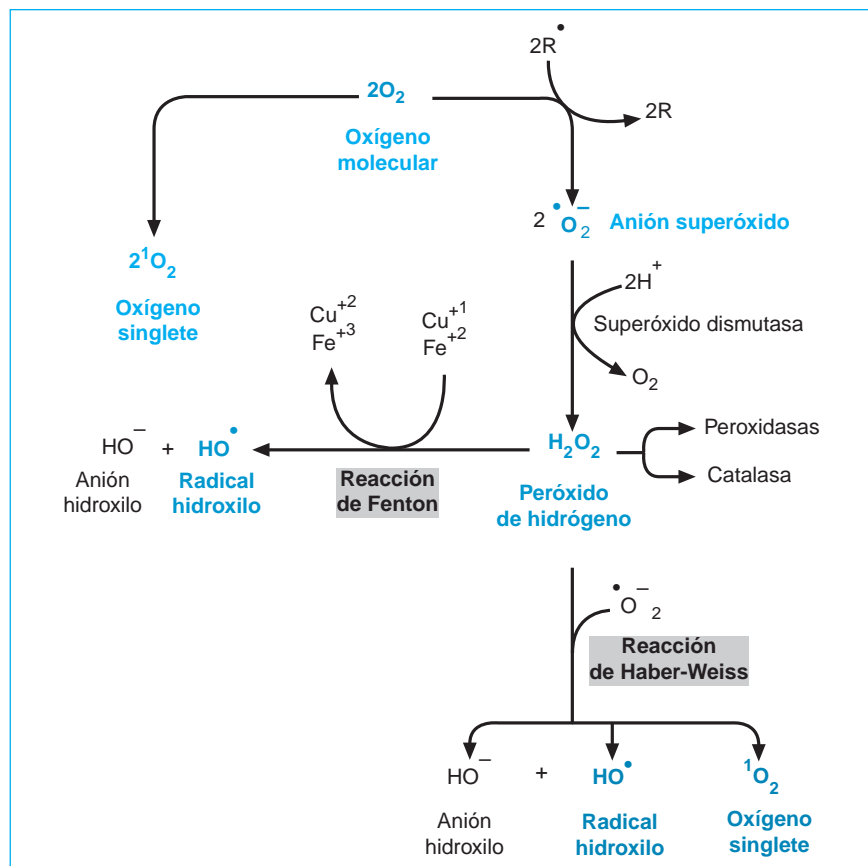 2R•
2O₂
2R
Oxígeno
molecular
2 •O₂⁻ Anión superóxido
2¹O₂
Oxígeno
singlete
2H⁺
Superóxido dismutasa
O₂
Cu⁺²
Fe⁺³
Cu⁺¹
Fe⁺²
HO⁻ + HO•
Anión
hidroxilo
Radical
hidroxilo
Reacción
de Fenton
H₂O₂
Peróxido
de hidrógeno
Peroxidasas
Catalasa
•O⁻₂
Reacción
de Haber-Weiss
HO⁻ + HO• ¹O₂
Anión
hidroxilo
Radical
hidroxilo
Oxígeno
singlete